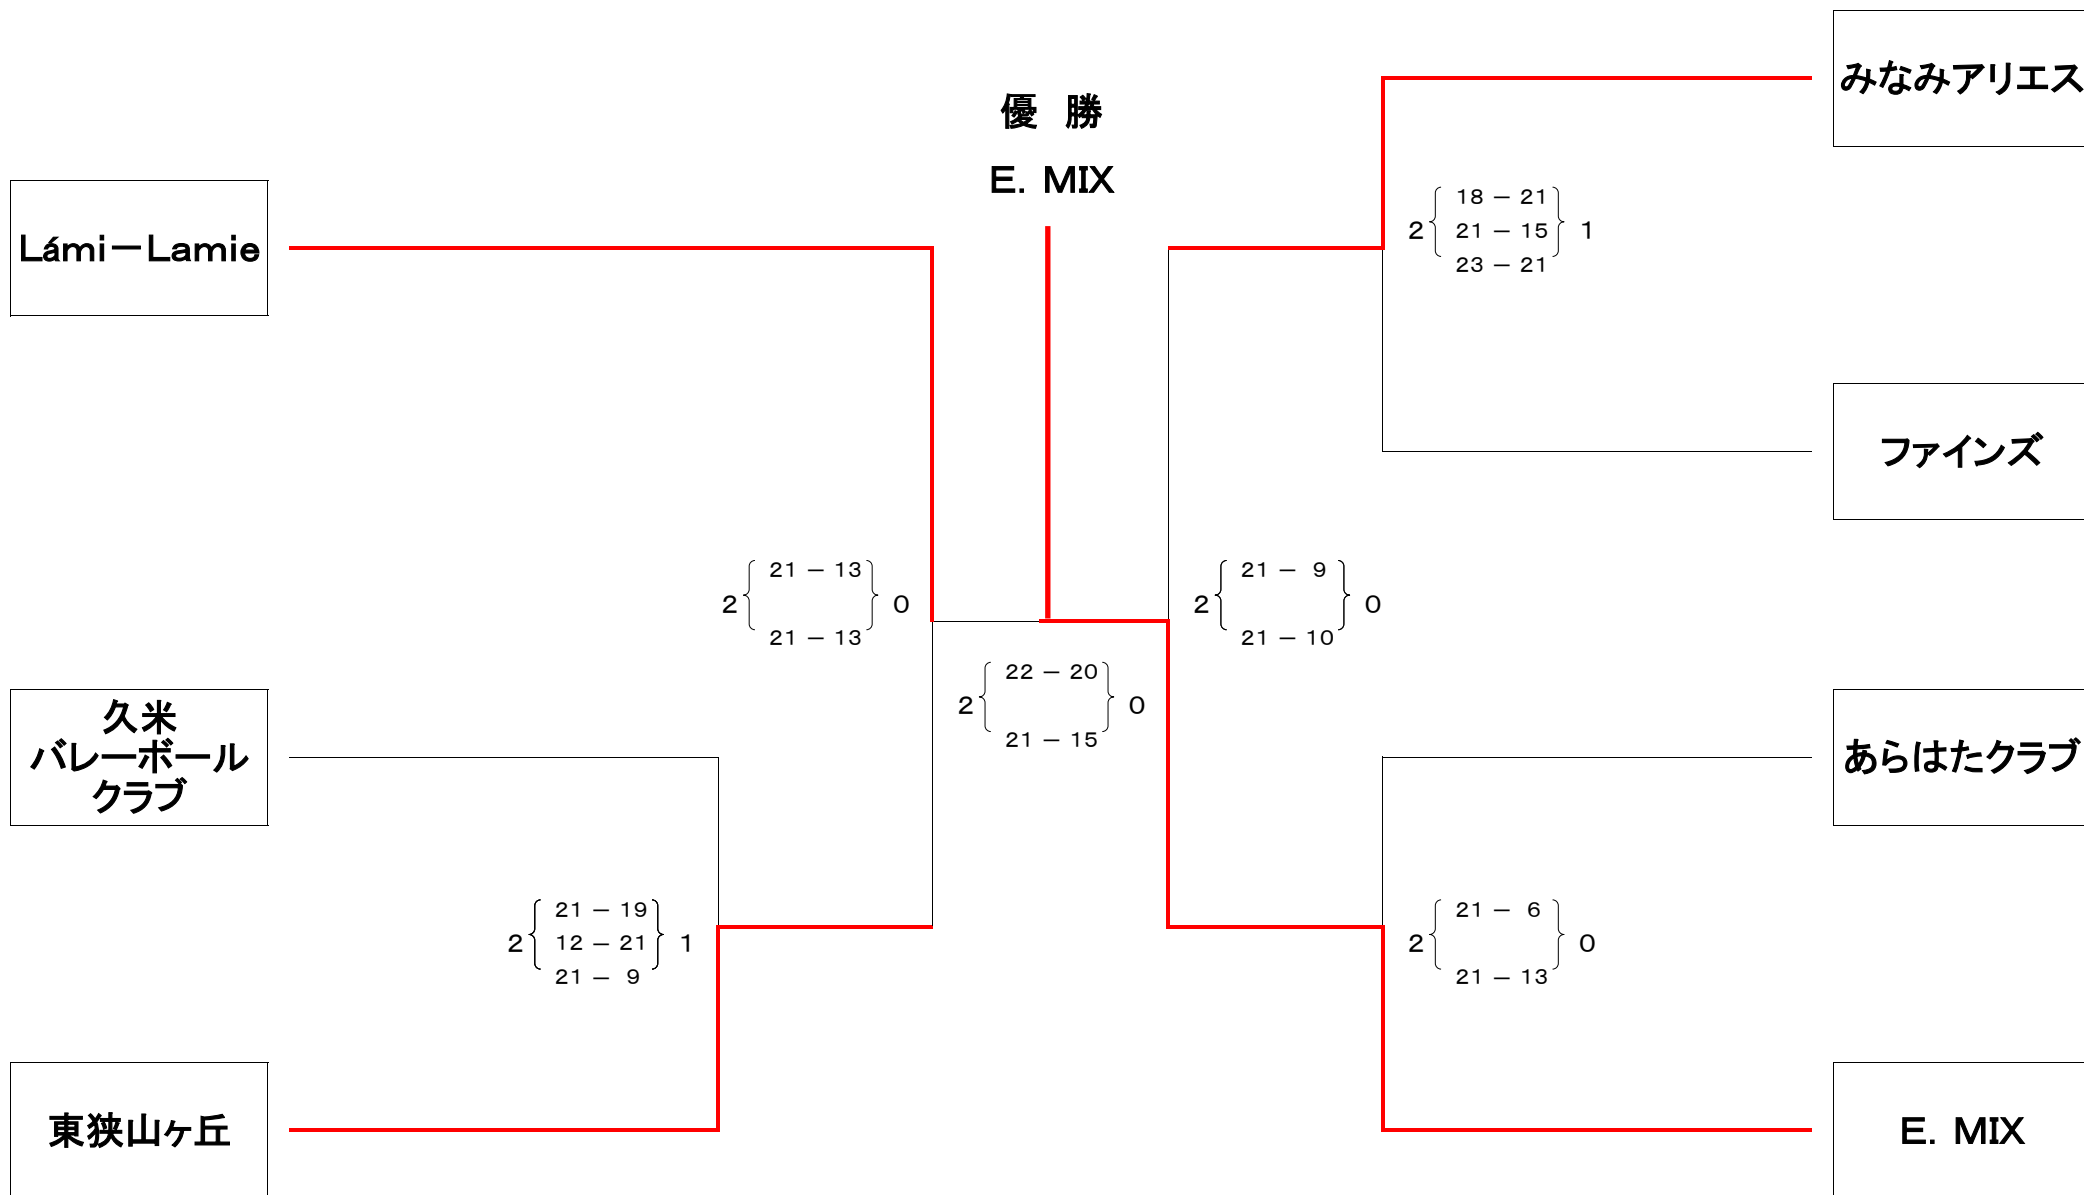 みなみアリエス
優　勝
Ｅ．ＭＩＸ
Lámi－Lamie
18 － 21
2 21 － 15 1
23 － 21
ファインズ
21 － 13
2 0
21 － 13
21 － 9
2 0
21 － 10
22 － 20
2 0
21 － 15
久米
バレーボール
クラブ
あらはたクラブ
21 － 19
2 12 － 21 1
21 － 9
21 － 6
2 0
21 － 13
東狭山ヶ丘
Ｅ．ＭＩＸ